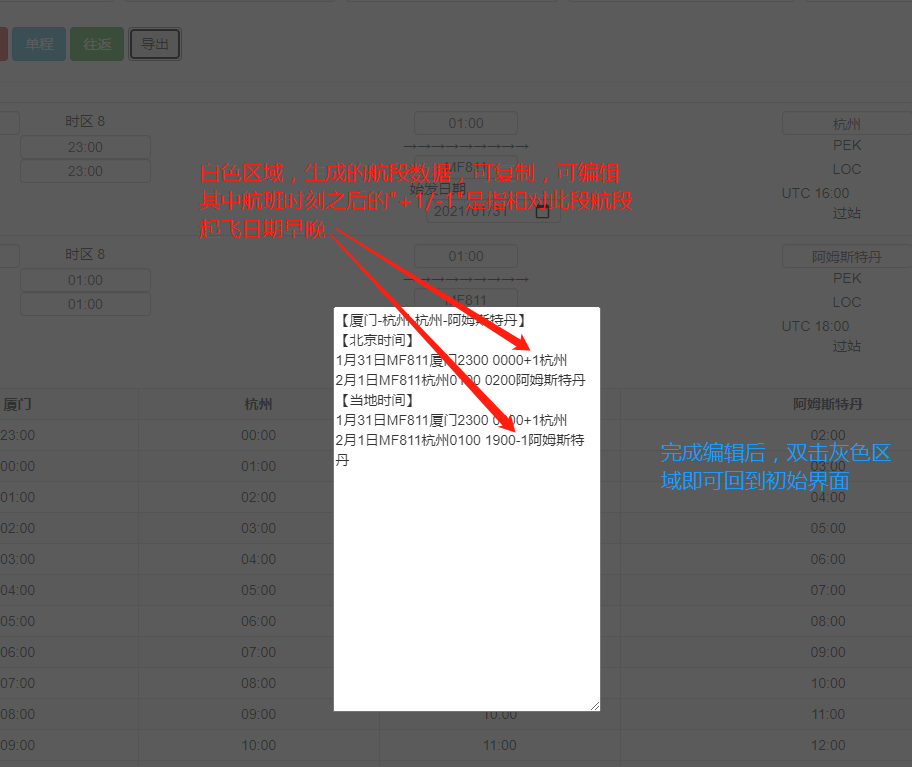 单程 往返 导出
时区 8 01:00 杭州
23:00 PEK
23:00 MF811 LOC
始发日期 UTC 16:00
2021/01/31 过站
白色区域，生成的航段数据，可复制，可编辑
其中航班时刻之后的"+1/-1"是指相对此段航段
起飞日期早晚
时区 8 01:00 阿姆斯特丹
01:00 PEK
01:00 MF811 LOC
UTC 18:00
过站
【厦门-杭州 杭州-阿姆斯特丹】
【北京时间】
1月31日MF811厦门2300 0000+1杭州
2月1日MF811杭州0100 0200阿姆斯特丹
【当地时间】
1月31日MF811厦门2300 0000+1杭州
2月1日MF811杭州0100 1900-1阿姆斯特
丹
完成编辑后，双击灰色区
域即可回到初始界面
厦门 杭州 阿姆斯特丹
23:00 00:00 02:00
00:00 01:00 03:00
01:00 02:00 04:00
02:00 03:00 05:00
03:00 04:00 06:00
04:00 05:00 07:00
05:00 06:00 08:00
06:00 07:00 09:00
07:00 08:00 10:00
08:00 09:00 10:00 11:00
09:00 10:00 11:00 12:00